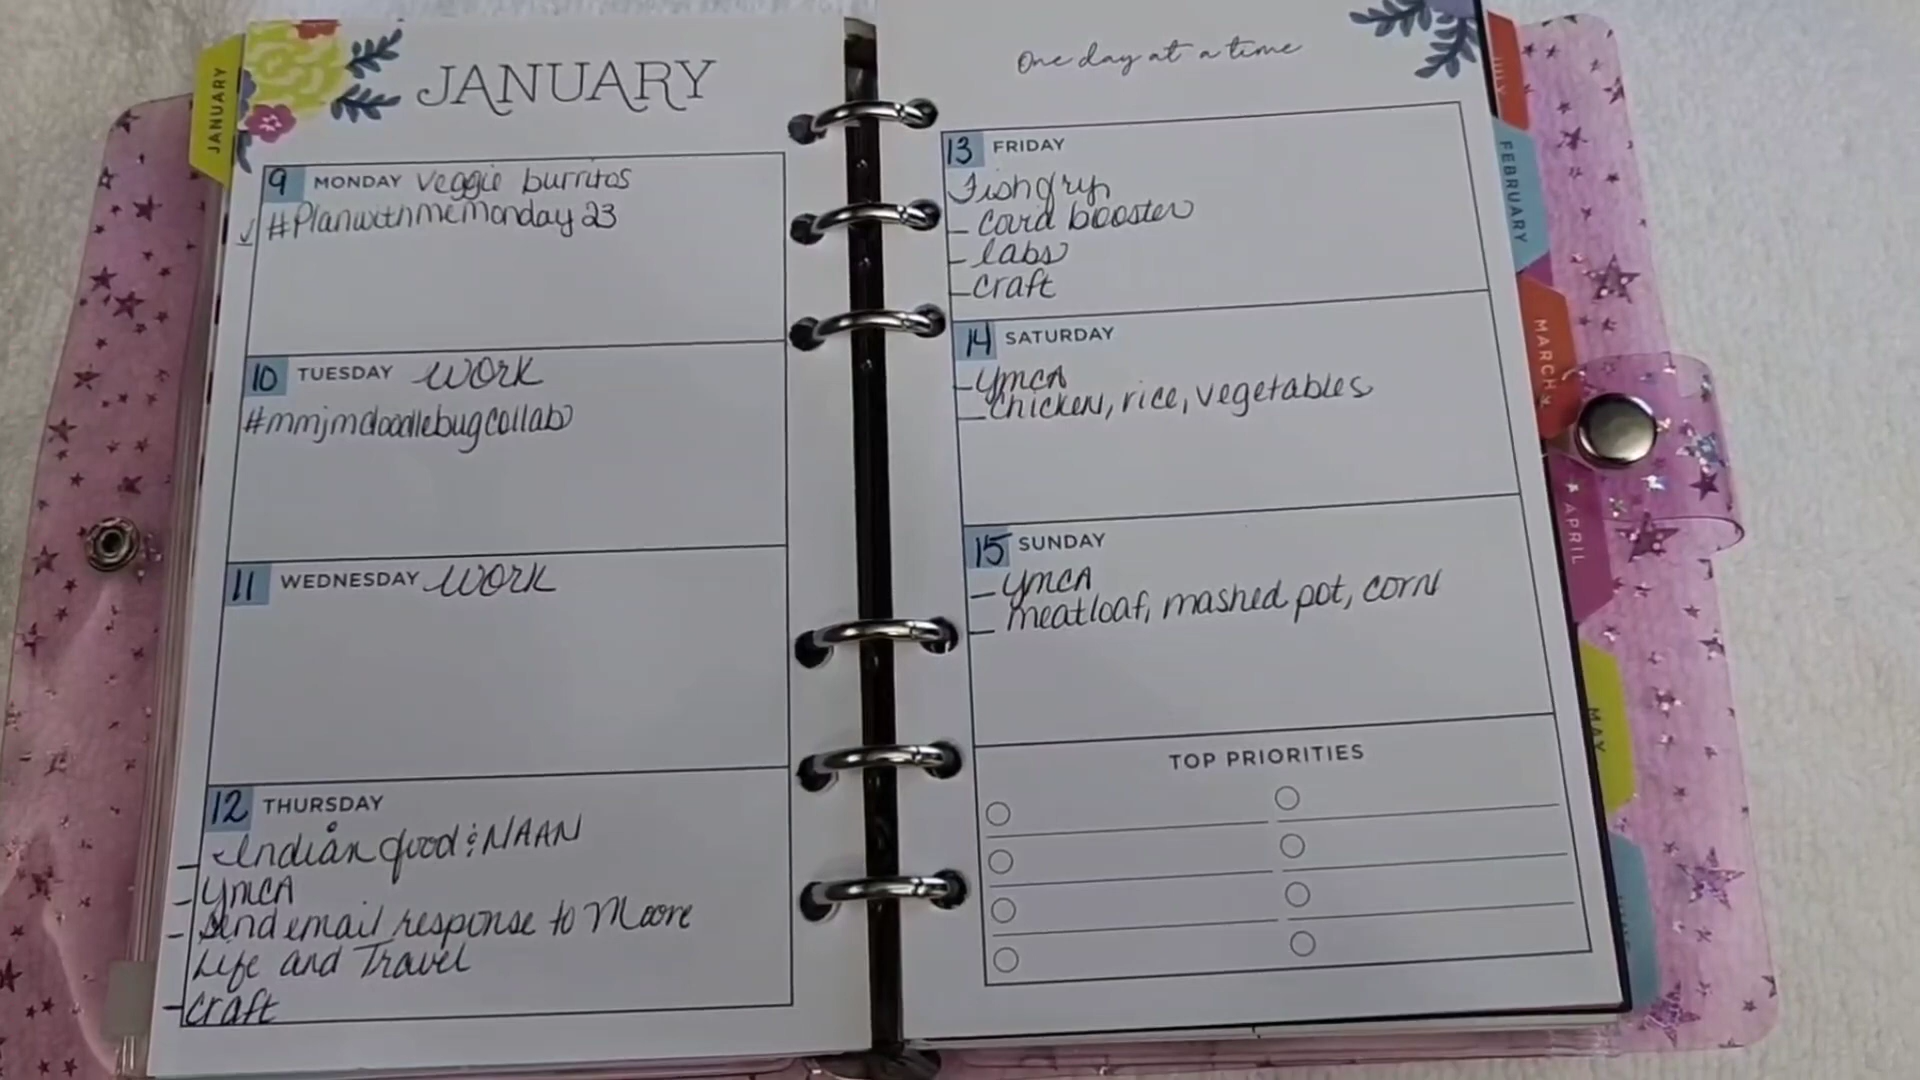 JANUARY
JANUARY
9 MONDAY veggie burritos
#Planwithmemonday23
10 TUESDAY WORK
#mmjmdoodlebugcollab
11 WEDNESDAY WORK
12 THURSDAY
Indian food & NAAN
YMCA
Send email response to Moore
Life and Travel
Craft
One day at a time
13 FRIDAY
Fish fry
Covid booster
labs
craft
14 SATURDAY
YMCA
Chicken, rice, vegetables
15 SUNDAY
YMCA
meatloaf, mashed pot, corn
TOP PRIORITIES
JULY
FEBRUARY
MARCH
APRIL
MAY